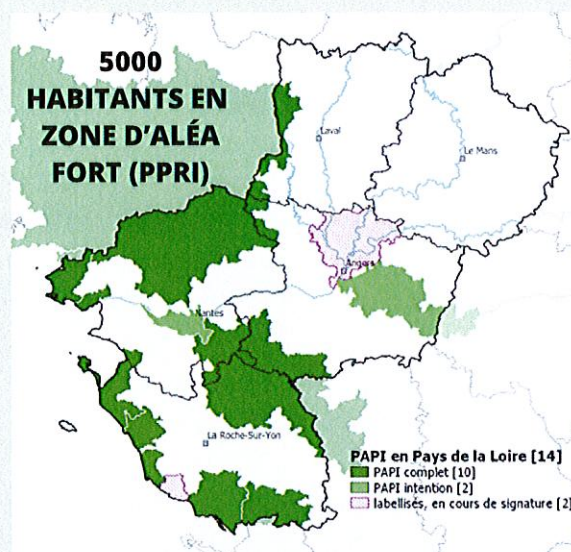 5000
HABITANTS EN
ZONE D'ALÉA
FORT (PPRI)
Laval
Le Mans
Angers
Nantes
La Roche-Sur-Yon
PAPI en Pays de la Loire [14]
PAPI complet [10]
PAPI intention [2]
labellisés, en cours de signature [2]